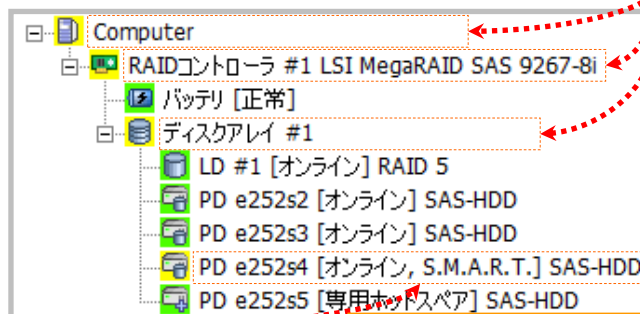 Computer
RAIDコントローラ #1 LSI MegaRAID SAS 9267-8i
バッテリ [正常]
ディスクアレイ #1
LD #1 [オンライン] RAID 5
PD e252s2 [オンライン] SAS-HDD
PD e252s3 [オンライン] SAS-HDD
PD e252s4 [オンライン, S.M.A.R.T.] SAS-HDD
PD e252s5 [専用ホットスペア] SAS-HDD